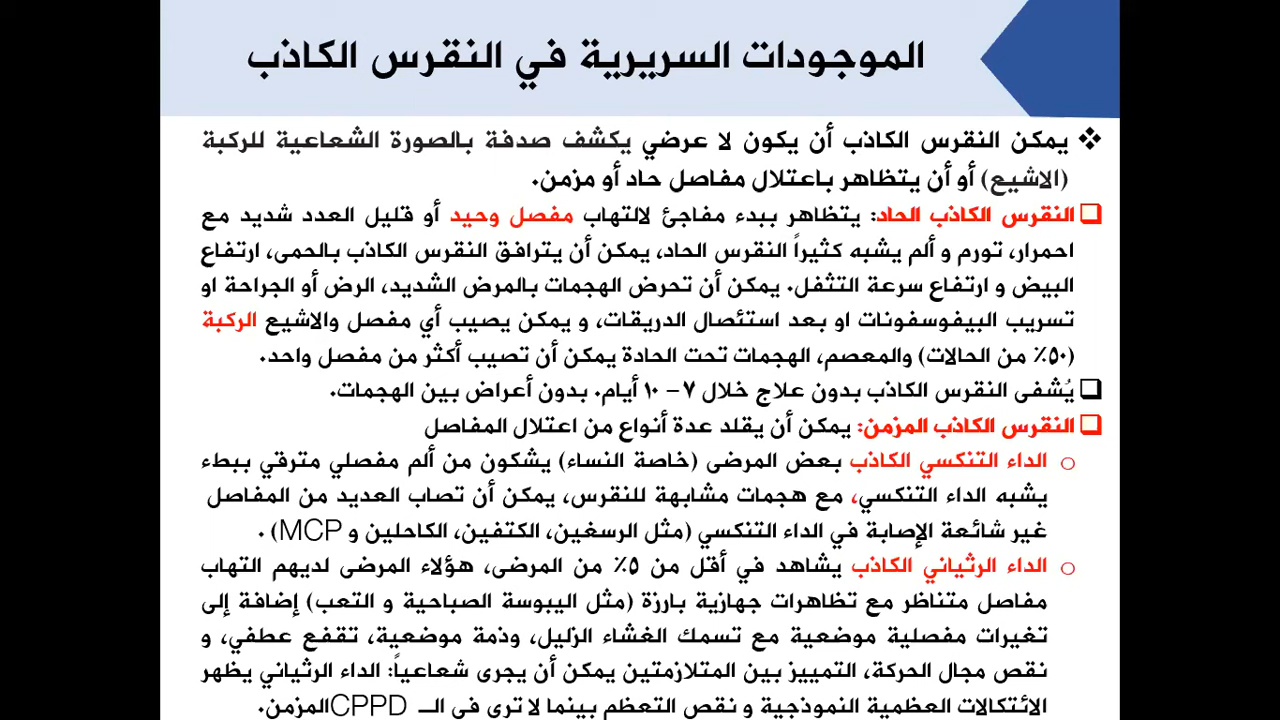 الموجودات السريرية في النقرس الكاذب
❖ يمكن النقرس الكاذب أن يكون لا عرضي يكشف صدفة بالصورة الشعاعية للركبة
(الاشيع) أو أن يتظاهر باعتلال مفاصل حاد أو مزمن.
❑ النقرس الكاذب الحاد: يتظاهر ببدء مفاجئ لالتهاب مفصل وحيد أو قليل العدد شديد مع
احمرار، تورم و ألم يشبه كثيراً النقرس الحاد، يمكن أن يترافق النقرس الكاذب بالحمى، ارتفاع
البيض و ارتفاع سرعة التثفل. يمكن أن تحرض الهجمات بالمرض الشديد، الرض أو الجراحة او
تسريب البيفوسفونات او بعد استئصال الدريقات، و يمكن يصيب أي مفصل والاشيع الركبة
(٥٠٪ من الحالات) والمعصم، الهجمات تحت الحادة يمكن أن تصيب أكثر من مفصل واحد.
❑ يُشفى النقرس الكاذب بدون علاج خلال ٧ – ١٠ أيام. بدون أعراض بين الهجمات.
❑ النقرس الكاذب المزمن: يمكن أن يقلد عدة أنواع من اعتلال المفاصل
○ الداء التنكسي الكاذب بعض المرضى (خاصة النساء) يشكون من ألم مفصلي مترقي ببطء
يشبه الداء التنكسي، مع هجمات مشابهة للنقرس، يمكن أن تصاب العديد من المفاصل
غير شائعة الإصابة في الداء التنكسي (مثل الرسغين، الكتفين، الكاحلين و MCP) .
○ الداء الرثياني الكاذب يشاهد في أقل من ٥٪ من المرضى، هؤلاء المرضى لديهم التهاب
مفاصل متناظر مع تظاهرات جهازية بارزة (مثل اليبوسة الصباحية و التعب) إضافة إلى
تغيرات مفصلية موضعية مع تسمك الغشاء الزليل، وذمة موضعية، تقفع عطفي، و
نقص مجال الحركة، التمييز بين المتلازمتين يمكن أن يجرى شعاعياً: الداء الرثياني يظهر
الائتكالات العظمية النموذجية و نقص التعظم بينما لا ترى في الــ CPPD المزمن.